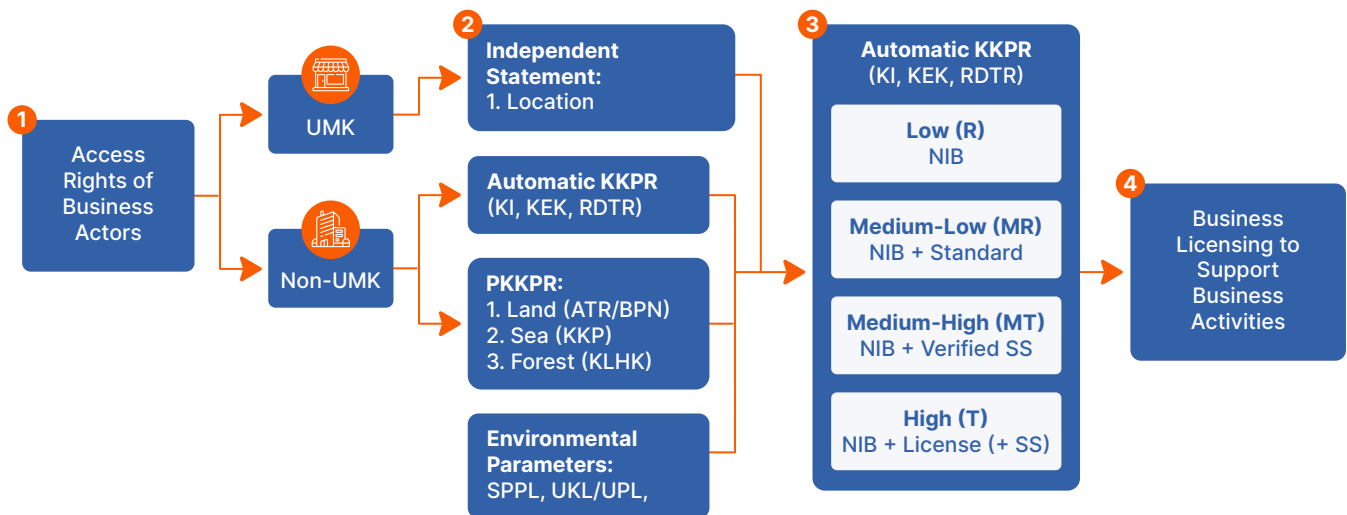 1
Access
Rights of
Business
Actors
UMK
Non-UMK
2
Independent
Statement:
1. Location
Automatic KKPR
(KI, KEK, RDTR)
PKKPR:
1. Land (ATR/BPN)
2. Sea (KKP)
3. Forest (KLHK)
Environmental
Parameters:
SPPL, UKL/UPL,
3
Automatic KKPR
(KI, KEK, RDTR)
Low (R)
NIB
Medium-Low (MR)
NIB + Standard
Medium-High (MT)
NIB + Verified SS
High (T)
NIB + License (+ SS)
4
Business
Licensing to
Support
Business
Activities